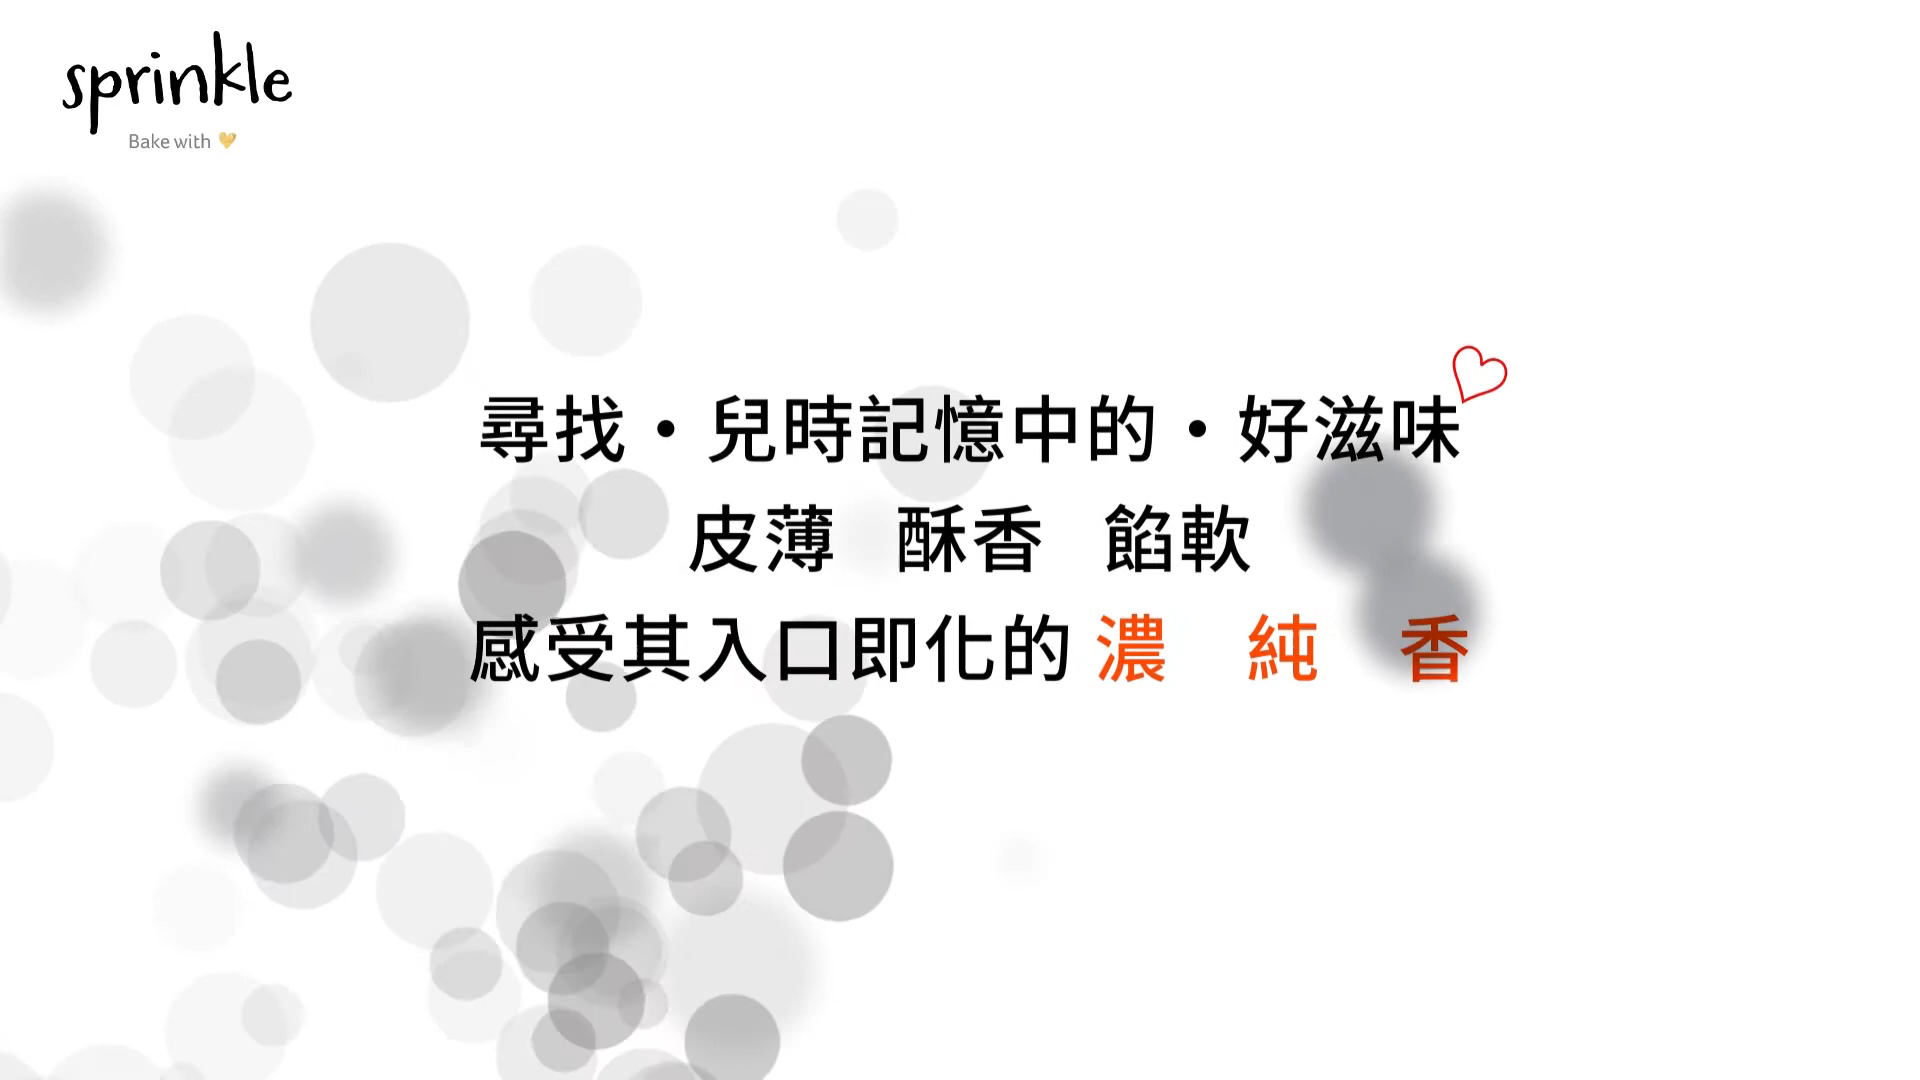 sprinkle
Bake with
尋找•兒時記憶中的•好滋味
皮薄 酥香 餡軟
感受其入口即化的 濃 純 香